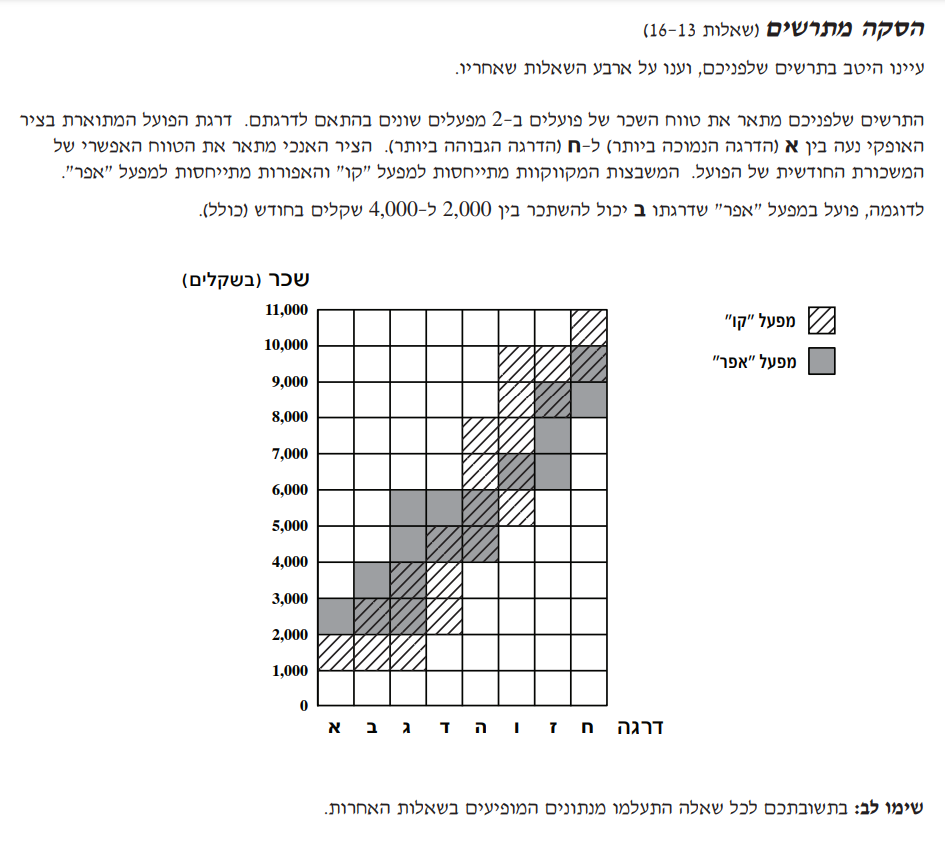 הסקה מתרשים (שאלות 13-16)
עיינו היטב בתרשים שלפניכם, וענו על ארבע השאלות שאחריו.
התרשים שלפניכם מתאר את טווח השכר של פועלים ב-2 מפעלים שונים בהתאם לדרגתם. דרגת הפועל המתוארת בציר
האופקי נעה בין א (הדרגה הנמוכה ביותר) ל-ח (הדרגה הגבוהה ביותר). הציר האנכי מתאר את הטווח האפשרי של
המשכורת החודשית של הפועל. המשבצות המקווקוות מתייחסות למפעל "קו" והאפורות מתייחסות למפעל "אפר".
לדוגמה, פועל במפעל "אפר" שדרגתו ב יכול להשתכר בין 2,000 ל-4,000 שקלים בחודש (כולל).
שכר (בשקלים)
מפעל "קו"
מפעל "אפר"
11,000
10,000
9,000
8,000
7,000
6,000
5,000
4,000
3,000
2,000
1,000
0
א ב ג ד ה ו ז ח דרגה
שימו לב: בתשובתכם לכל שאלה התעלמו מנתונים המופיעים בשאלות האחרות.